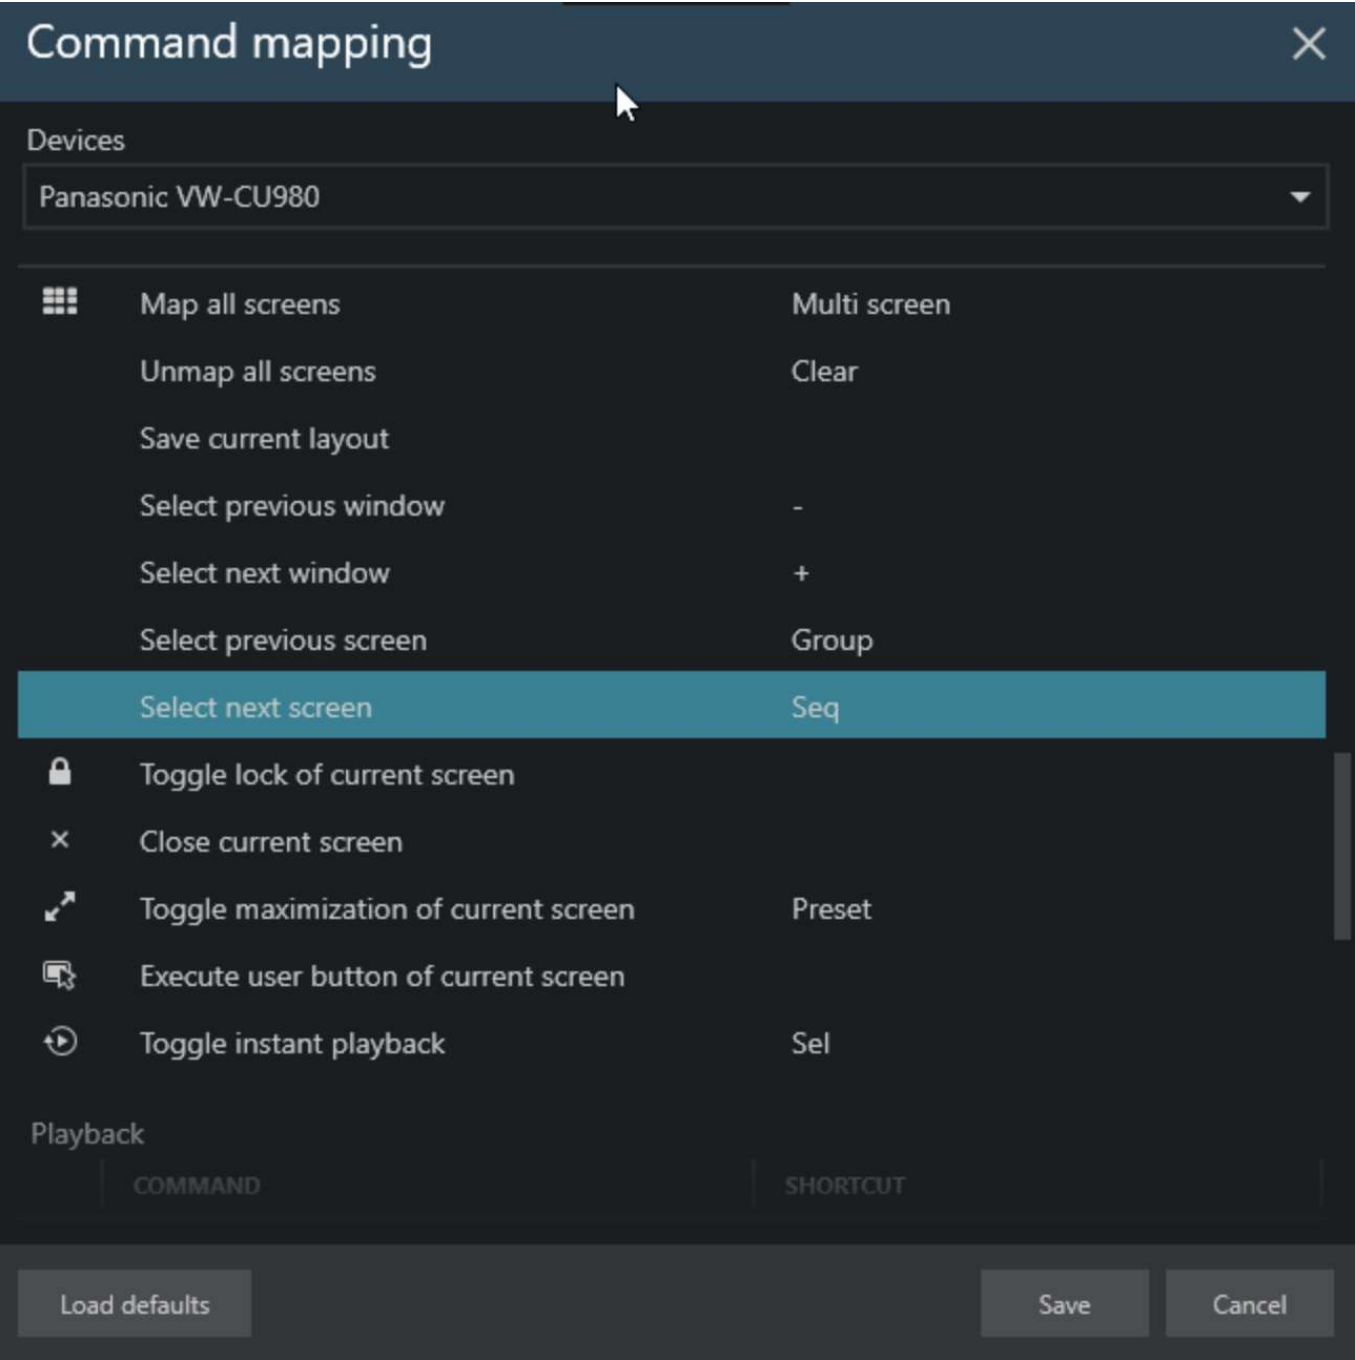 Command mapping
Devices
Panasonic VW-CU980
Map all screens Multi screen
Unmap all screens Clear
Save current layout
Select previous window -
Select next window +
Select previous screen Group
Select next screen Seq
Toggle lock of current screen
Close current screen
Toggle maximization of current screen Preset
Execute user button of current screen
Toggle instant playback Sel
Playback
COMMAND SHORTCUT
Load defaults Save Cancel